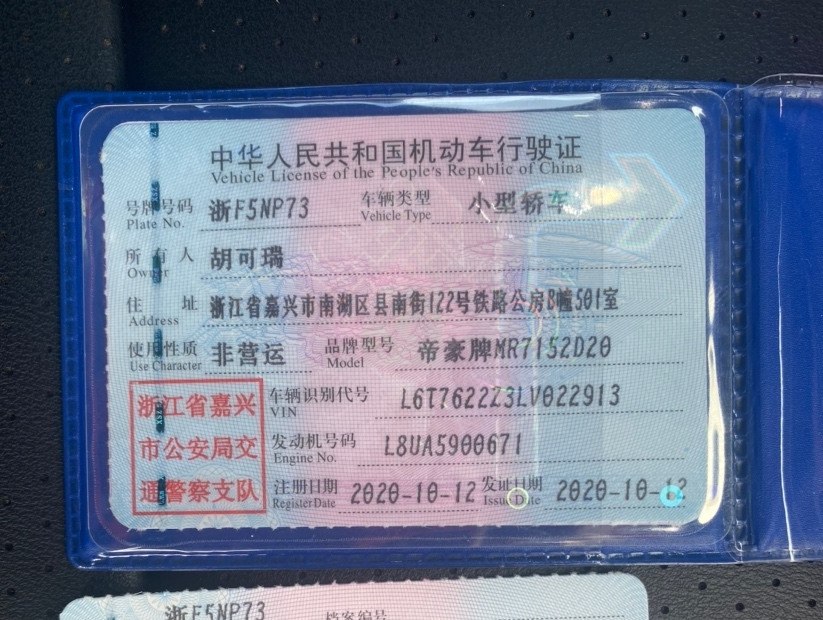 中华人民共和国机动车行驶证
Vehicle License of the People's Republic of China
号牌号码 浙F5NP73 车辆类型 小型轿车
Plate No. Vehicle Type
所有人 胡可瑞
Owner
住址 浙江省嘉兴市南湖区县南街122号铁路公房B幢501室
Address
使用性质 非营运 品牌型号 帝豪牌MR7152D20
Use Character Model
浙江省嘉兴 车辆识别代号 L6T7622Z3LV022913
VIN
市公安局交 发动机号码 L8UA5900671
Engine No.
通警察支队 注册日期 2020-10-12 发证日期 2020-10-12
Register Date Issue Date
浙F5NP73 档案编号